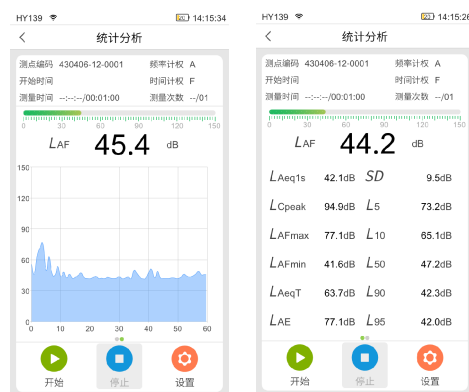 HY139 14:15:34
统计分析
测点编码 430406-12-0001 频率计权 A
开始时间 时间计权 F
测量时间 --:--:--/00:01:00 测量次数 --/01
0 30 60 90 120 150
LAF 45.4 dB
150
120
90
60
30
0
0 10 20 30 40 50 60
开始 停止 设置
HY139 14:15:26
统计分析
测点编码 430406-12-0001 频率计权 A
开始时间 时间计权 F
测量时间 --:--:--/00:01:00 测量次数 --/01
0 30 60 90 120 150
LAF 44.2 dB
LAeq1s 42.1dB SD 9.5dB
LCpeak 94.9dB L5 73.2dB
LAFmax 77.1dB L10 65.1dB
LAFmin 41.6dB L50 47.2dB
LAeqT 63.7dB L90 42.3dB
LAE 77.1dB L95 42.0dB
开始 停止 设置